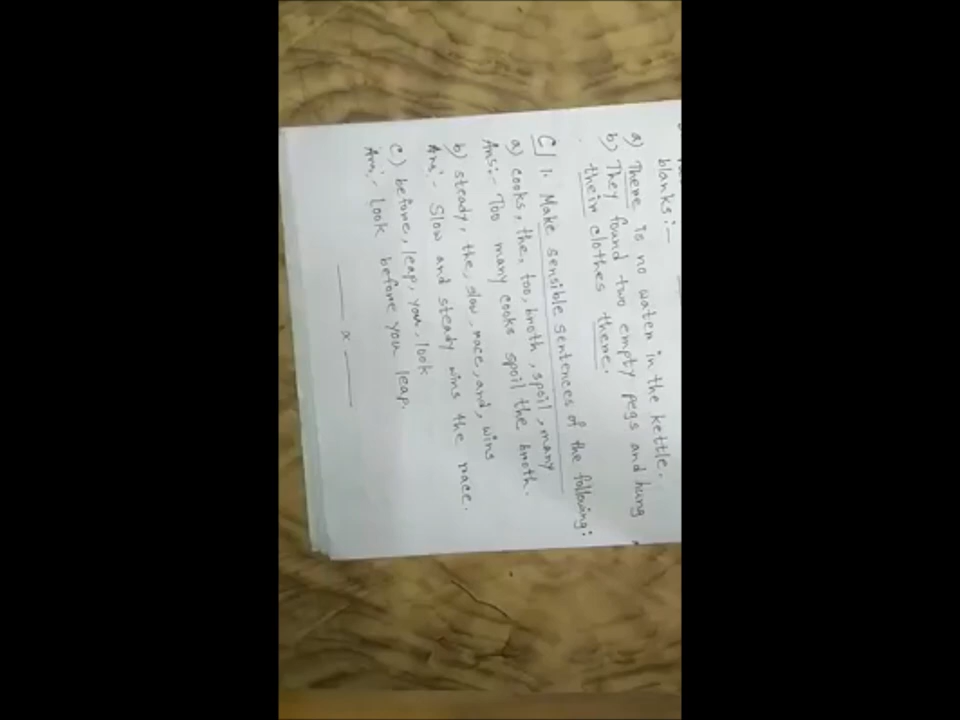 blanks:-
a) There is no water in the kettle.
b) They found two empty pegs and hung
their clothes there.
C] 1. Make sensible sentences of the following:
a) cooks, the, too, broth, spoil, many
Ans:- Too many cooks spoil the broth.
b) steady, the, slow, race, and, wins
Ans:- Slow and steady wins the race.
c) before, leap, you, look
Ans:- Look before you leap.